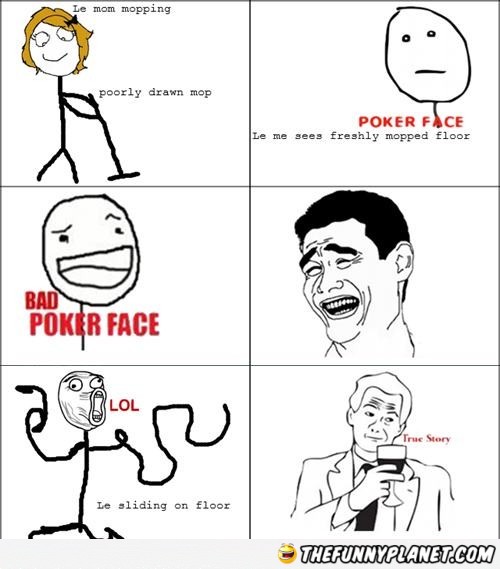 Le mom mopping
poorly drawn mop
POKER FACE
Le me sees freshly mopped floor
BAD
POKER FACE
LOL
Le sliding on floor
True Story
THEFUNNYPLANET.COM